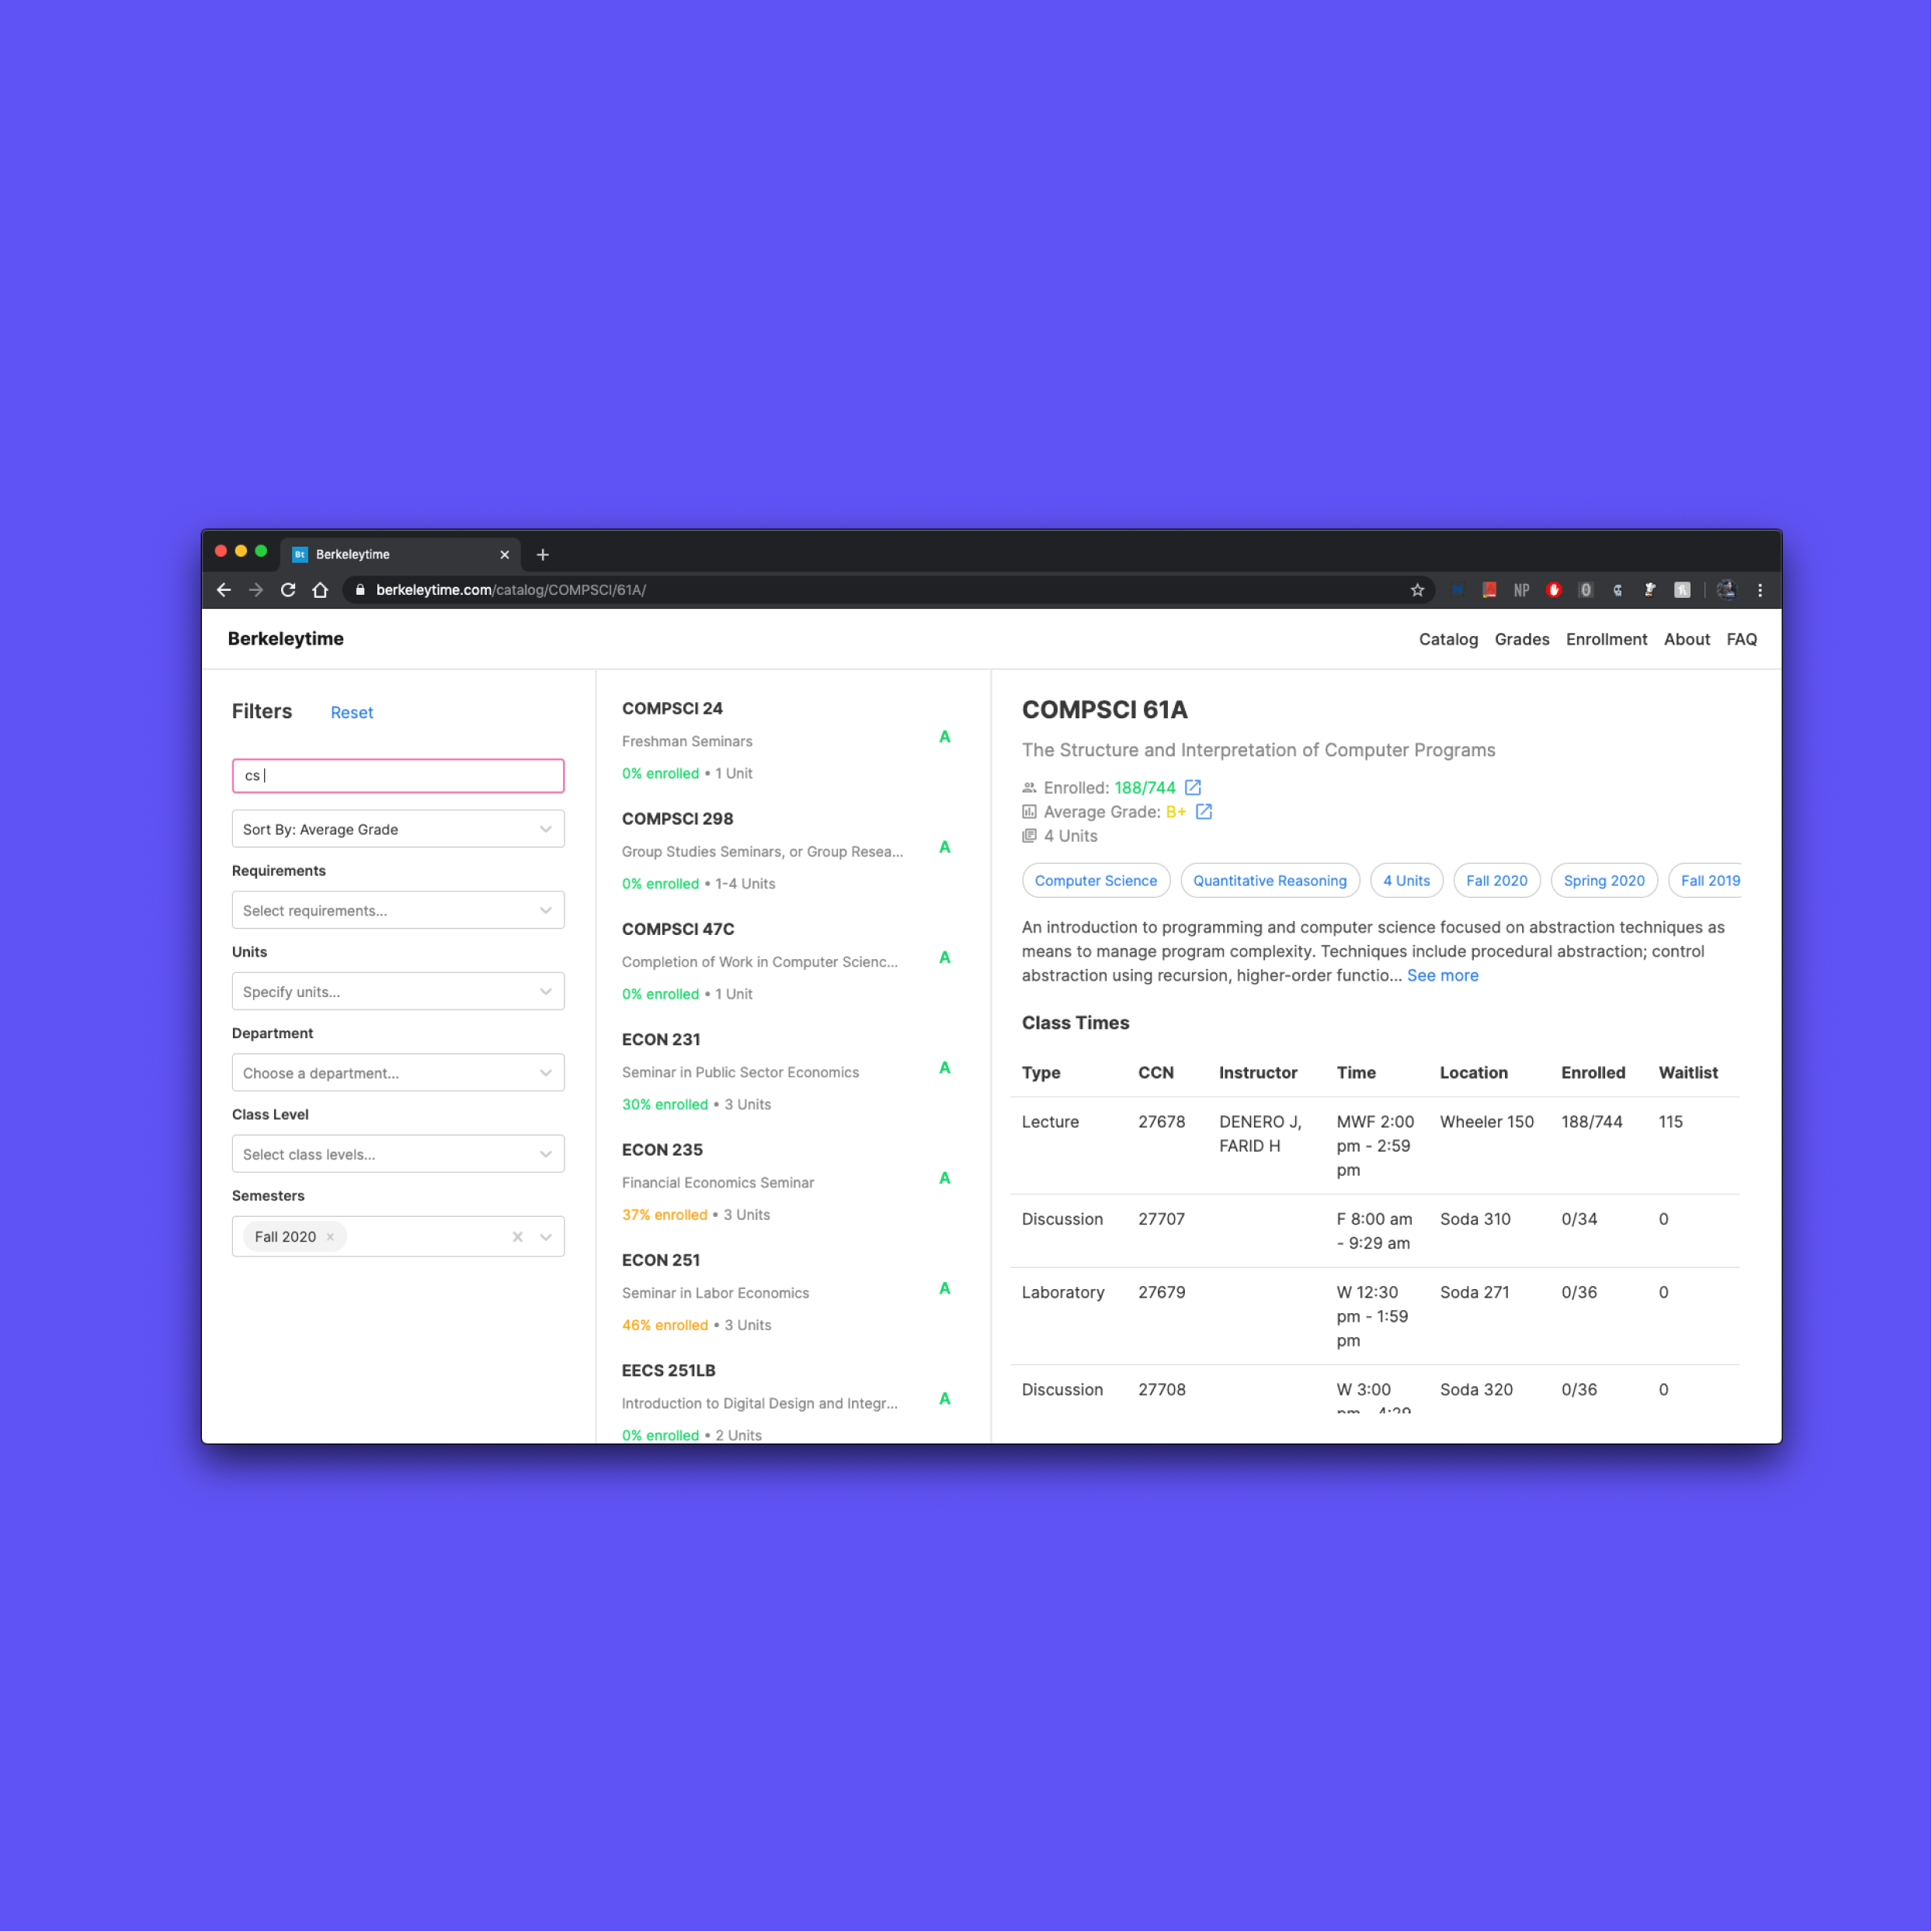 Bt Berkeleytime
berkeleytime.com/catalog/COMPSCI/61A/
NP
Berkeleytime
Catalog Grades Enrollment About FAQ
Filters Reset
cs
Sort By: Average Grade
Requirements
Select requirements...
Units
Specify units...
Department
Choose a department...
Class Level
Select class levels...
Semesters
Fall 2020
COMPSCI 24
Freshman Seminars
A
0% enrolled • 1 Unit
COMPSCI 298
Group Studies Seminars, or Group Resea...
A
0% enrolled • 1-4 Units
COMPSCI 47C
Completion of Work in Computer Scienc...
A
0% enrolled • 1 Unit
ECON 231
Seminar in Public Sector Economics
A
30% enrolled • 3 Units
ECON 235
Financial Economics Seminar
A
37% enrolled • 3 Units
ECON 251
Seminar in Labor Economics
A
46% enrolled • 3 Units
EECS 251LB
Introduction to Digital Design and Integr...
A
0% enrolled • 2 Units
COMPSCI 61A
The Structure and Interpretation of Computer Programs
Enrolled: 188/744
Average Grade: B+
4 Units
Computer Science Quantitative Reasoning 4 Units Fall 2020 Spring 2020 Fall 2019
An introduction to programming and computer science focused on abstraction techniques as
means to manage program complexity. Techniques include procedural abstraction; control
abstraction using recursion, higher-order functio... See more
Class Times
Type CCN Instructor Time Location Enrolled Waitlist
Lecture 27678 DENERO J, MWF 2:00 Wheeler 150 188/744 115
FARID H pm - 2:59
pm
Discussion 27707 F 8:00 am Soda 310 0/34 0
- 9:29 am
Laboratory 27679 W 12:30 Soda 271 0/36 0
pm - 1:59
pm
Discussion 27708 W 3:00 Soda 320 0/36 0
pm - 4:29